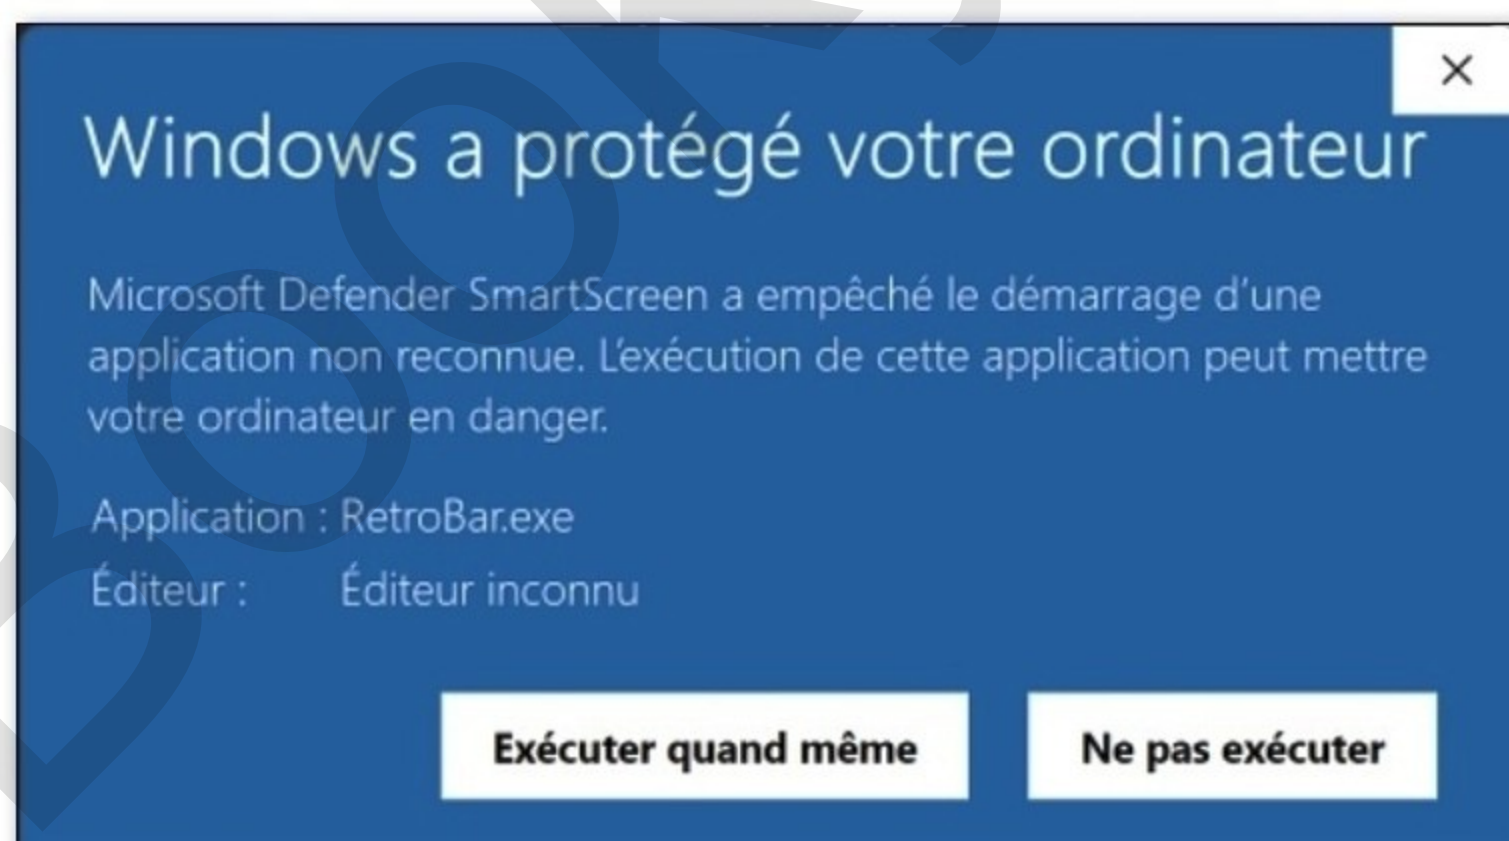 Windows a protégé votre ordinateur
Microsoft Defender SmartScreen a empêché le démarrage d'une
application non reconnue. L'exécution de cette application peut mettre
votre ordinateur en danger.
Application : RetroBar.exe
Éditeur : Éditeur inconnu
Exécuter quand même Ne pas exécuter